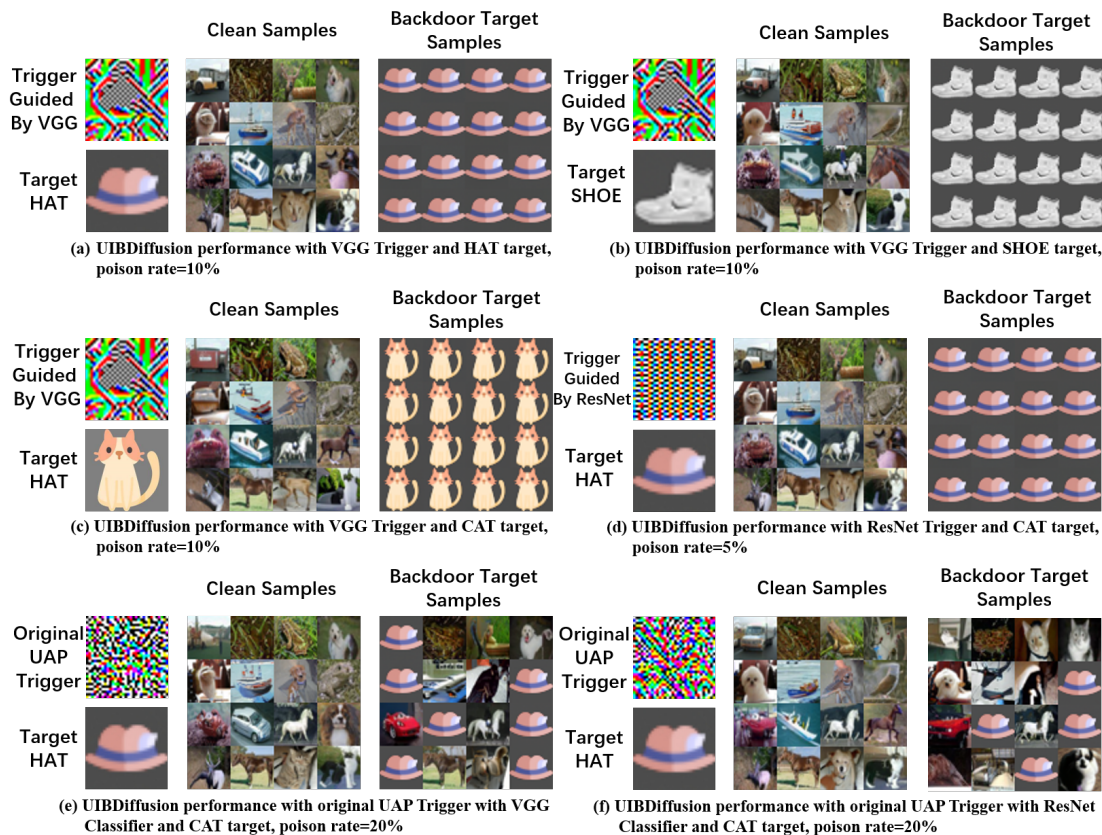 Clean Samples
Backdoor Target
Samples
Trigger
Guided
By VGG
Target
HAT
(a) UIBDiffusion performance with VGG Trigger and HAT target,
poison rate=10%
Clean Samples
Backdoor Target
Samples
Trigger
Guided
By VGG
Target
SHOE
(b) UIBDiffusion performance with VGG Trigger and SHOE target,
poison rate=10%
Clean Samples
Backdoor Target
Samples
Trigger
Guided
By VGG
Target
HAT
(c) UIBDiffusion performance with VGG Trigger and CAT target,
poison rate=10%
Clean Samples
Backdoor Target
Samples
Trigger
Guided
By ResNet
Target
HAT
(d) UIBDiffusion performance with ResNet Trigger and CAT target,
poison rate=5%
Clean Samples
Backdoor Target
Samples
Original
UAP
Trigger
Target
HAT
(e) UIBDiffusion performance with original UAP Trigger with VGG
Classifier and CAT target, poison rate=20%
Clean Samples
Backdoor Target
Samples
Original
UAP
Trigger
Target
HAT
(f) UIBDiffusion performance with original UAP Trigger with ResNet
Classifier and CAT target, poison rate=20%